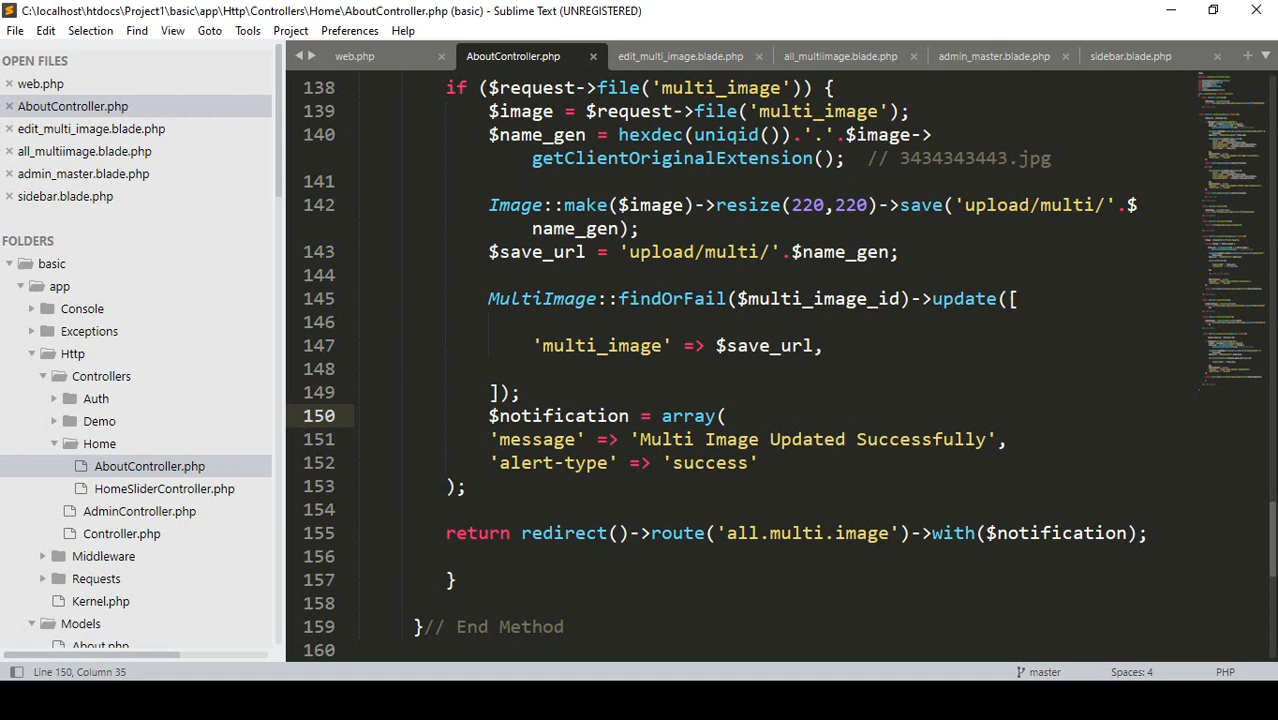 C:\localhost\htdocs\Project1\basic\app\Http\Controllers\Home\AboutController.php (basic) - Sublime Text (UNREGISTERED)
File Edit Selection Find View Goto Tools Project Preferences Help
OPEN FILES
web.php
AboutController.php
edit_multi_image.blade.php
all_multiimage.blade.php
admin_master.blade.php
sidebar.blade.php
FOLDERS
basic
app
Console
Exceptions
Http
Controllers
Auth
Demo
Home
AboutController.php
HomeSliderController.php
AdminController.php
Controller.php
Middleware
Requests
Kernel.php
Models
About.php
web.php AboutController.php edit_multi_image.blade.php all_multiimage.blade.php admin_master.blade.php sidebar.blade.php
138 if ($request->file('multi_image')) {
139 $image = $request->file('multi_image');
140 $name_gen = hexdec(uniqid()).'.'.$image->
getClientOriginalExtension(); // 3434343443.jpg
141
142 Image::make($image)->resize(220,220)->save('upload/multi/'.$
name_gen);
143 $save_url = 'upload/multi/'.$name_gen;
144
145 MultiImage::findOrFail($multi_image_id)->update([
146
147 'multi_image' => $save_url,
148
149 ]);
150 $notification = array(
151 'message' => 'Multi Image Updated Successfully',
152 'alert-type' => 'success'
153 );
154
155 return redirect()->route('all.multi.image')->with($notification);
156
157 }
158
159 }// End Method
160
Line 150, Column 35 master Spaces: 4 PHP